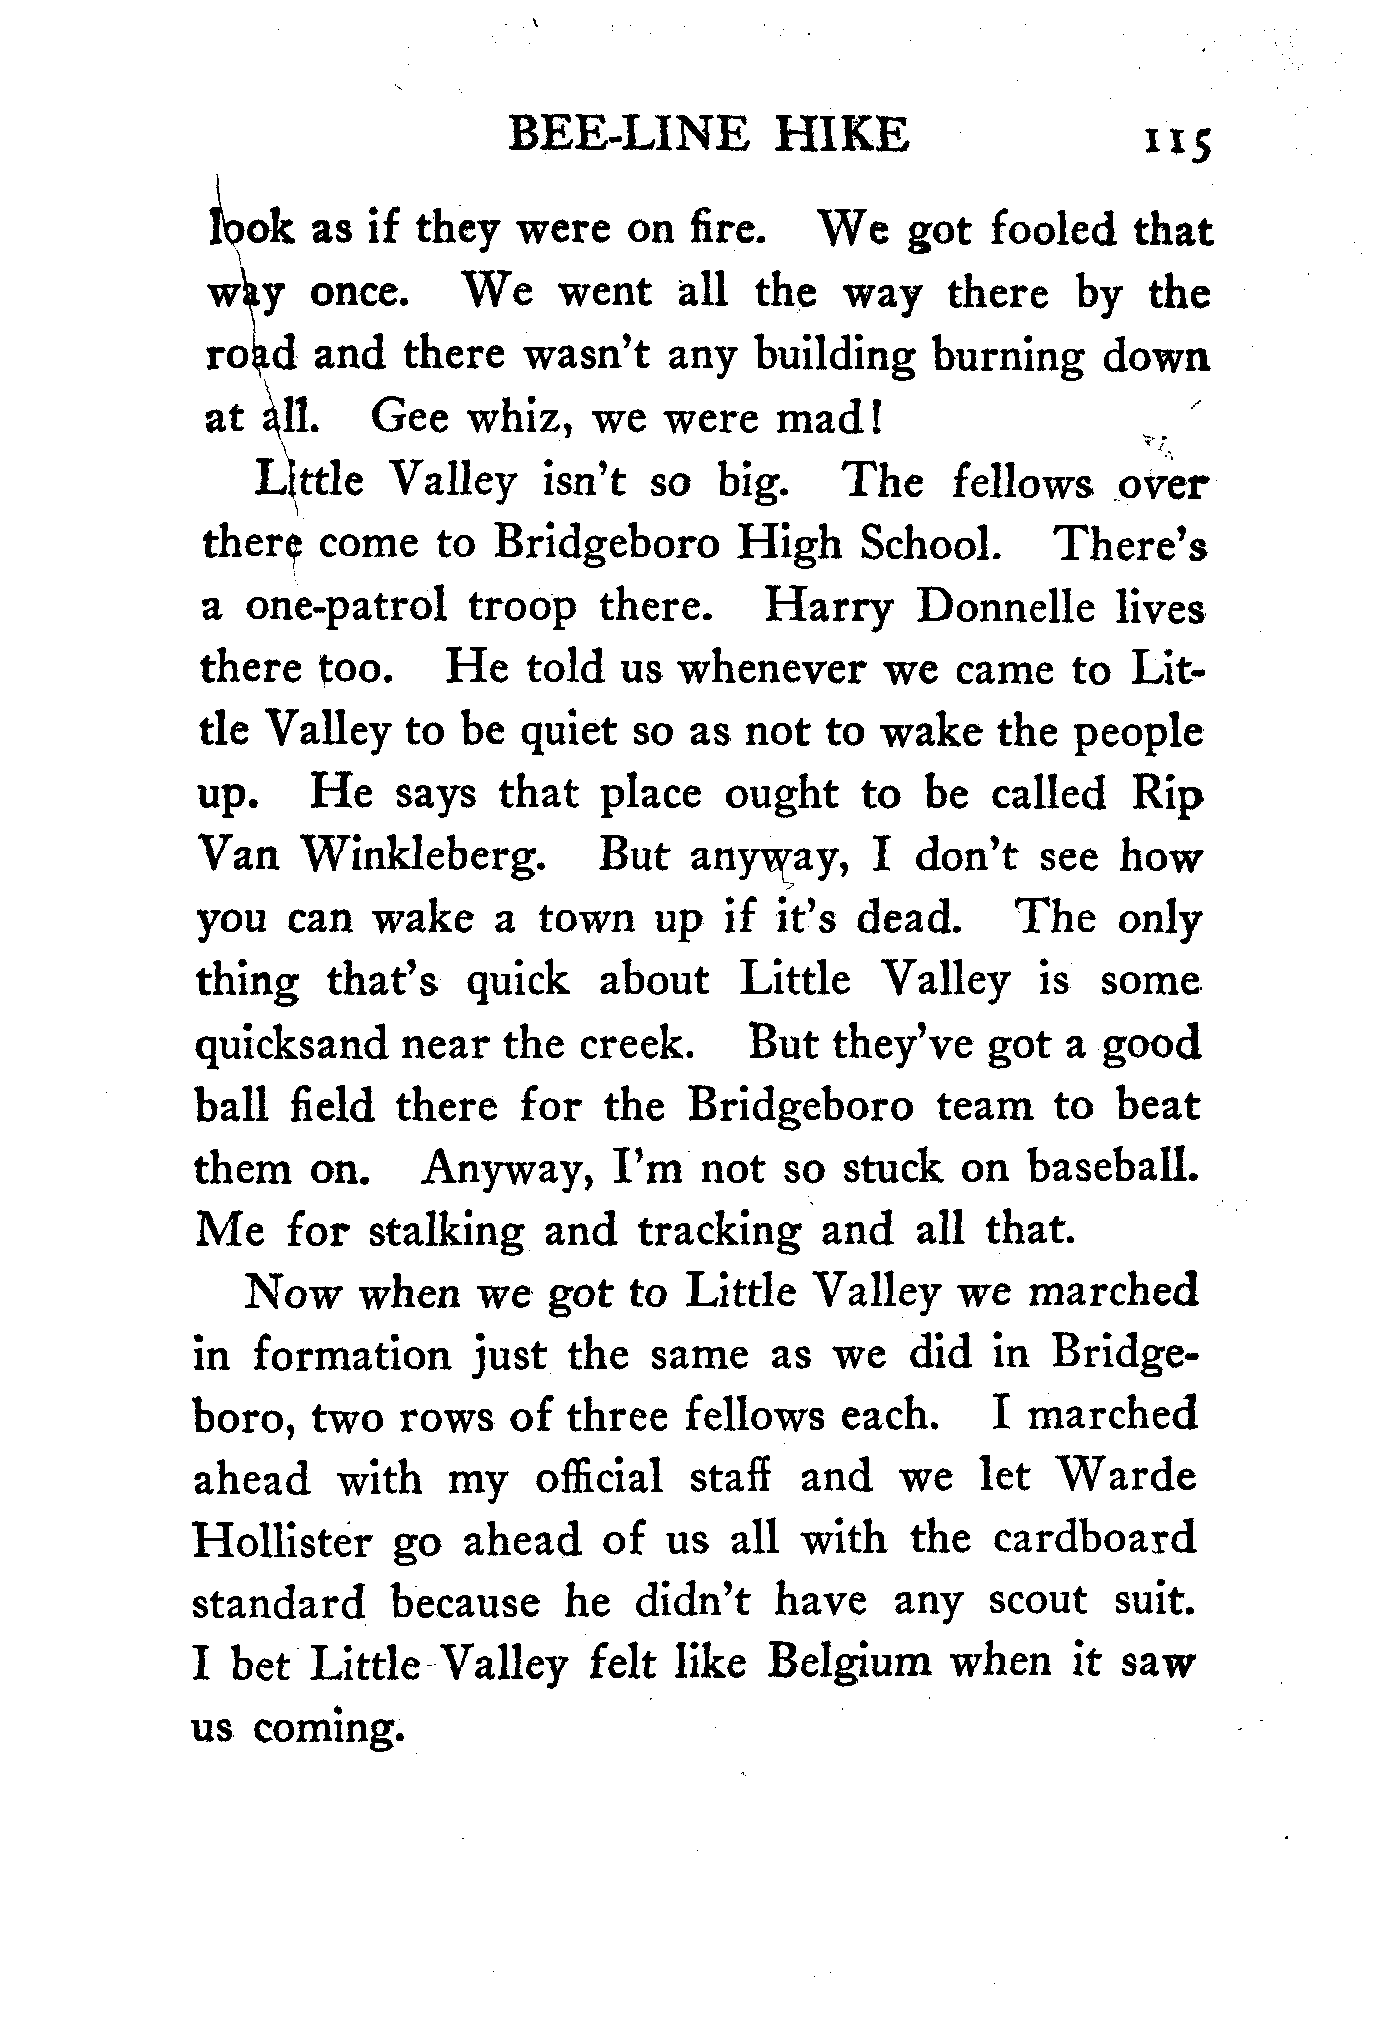 BEE-LINE HIKE 115
look as if they were on fire. We got fooled that
way once. We went all the way there by the
road and there wasn't any building burning down
at all. Gee whiz, we were mad!
Little Valley isn't so big. The fellows over
there come to Bridgeboro High School. There's
a one-patrol troop there. Harry Donnelle lives
there too. He told us whenever we came to Lit-
tle Valley to be quiet so as not to wake the people
up. He says that place ought to be called Rip
Van Winkleberg. But anyway, I don't see how
you can wake a town up if it's dead. The only
thing that's quick about Little Valley is some
quicksand near the creek. But they've got a good
ball field there for the Bridgeboro team to beat
them on. Anyway, I'm not so stuck on baseball.
Me for stalking and tracking and all that.
Now when we got to Little Valley we marched
in formation just the same as we did in Bridge-
boro, two rows of three fellows each. I marched
ahead with my official staff and we let Warde
Hollister go ahead of us all with the cardboard
standard because he didn't have any scout suit.
I bet Little Valley felt like Belgium when it saw
us coming.